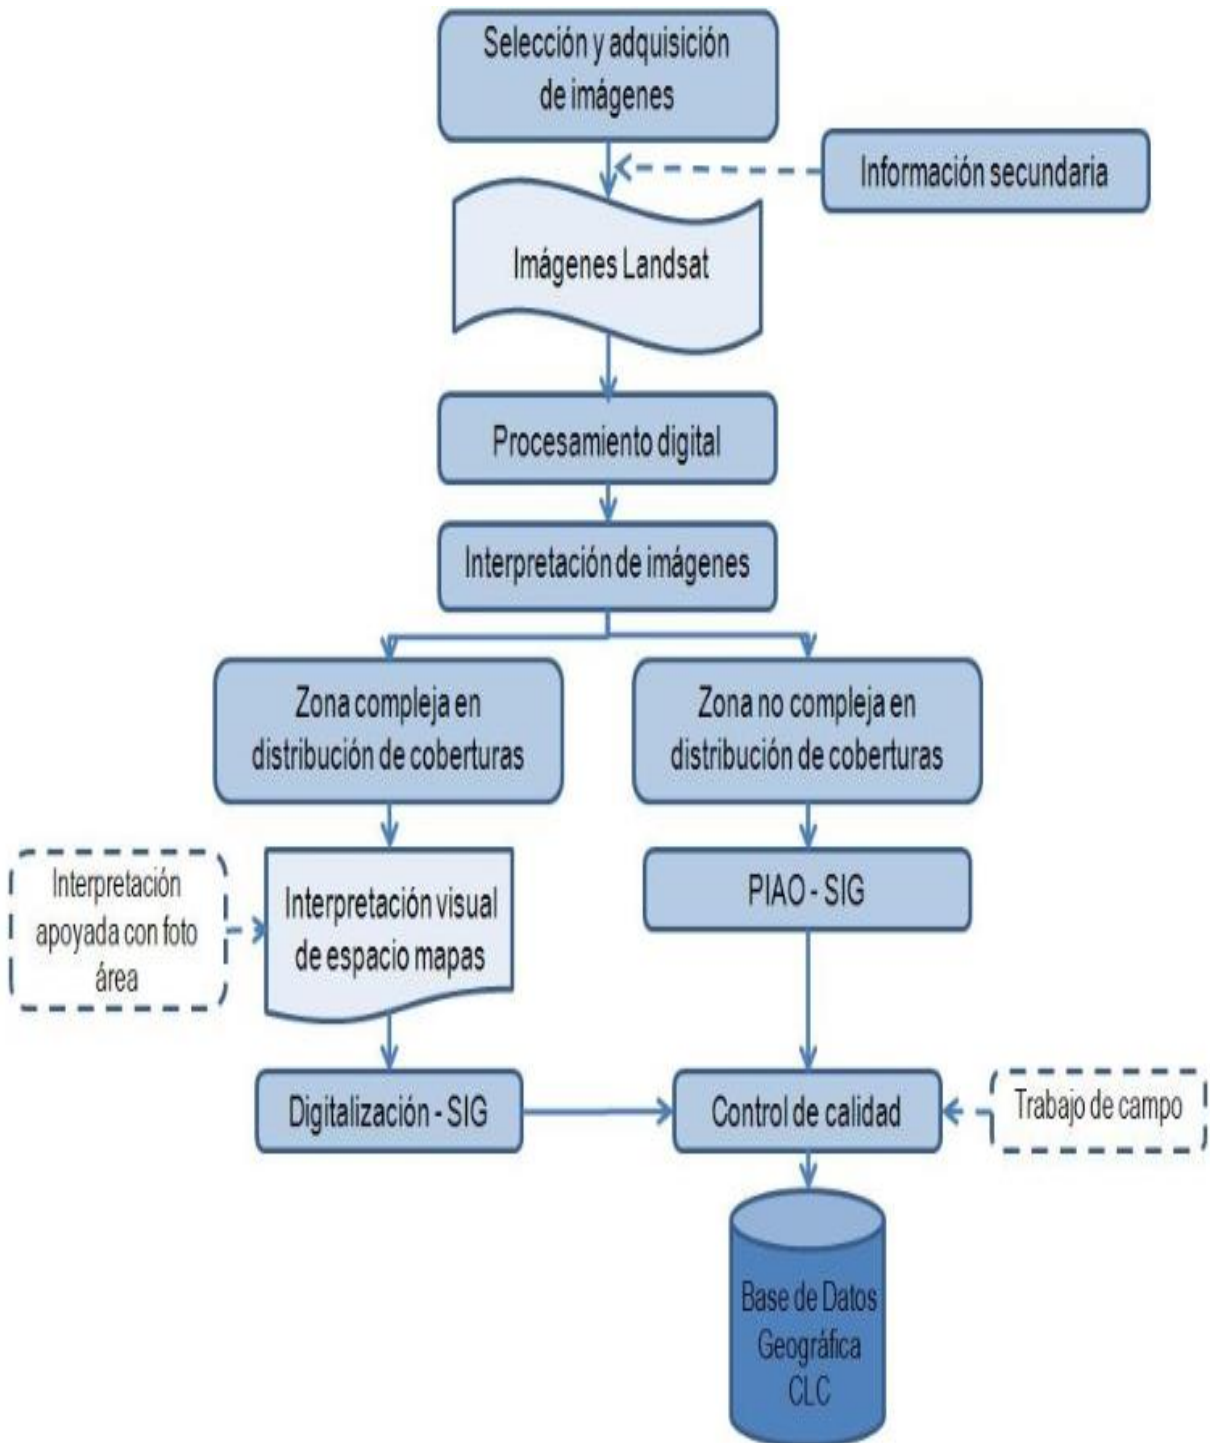 Selección y adquisición
de imágenes
Información secundaria
Imágenes Landsat
Procesamiento digital
Interpretación de imágenes
Zona compleja en
distribución de coberturas
Zona no compleja en
distribución de coberturas
Interpretación
apoyada con foto
área
Interpretación visual
de espacio mapas
PIAO - SIG
Digitalización - SIG
Control de calidad
Trabajo de campo
Base de Datos
Geográfica
CLC